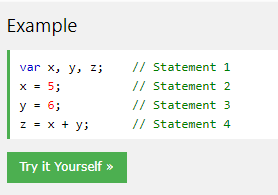 Example
var x, y, z;    // Statement 1
x = 5;          // Statement 2
y = 6;          // Statement 3
z = x + y;      // Statement 4
Try it Yourself »